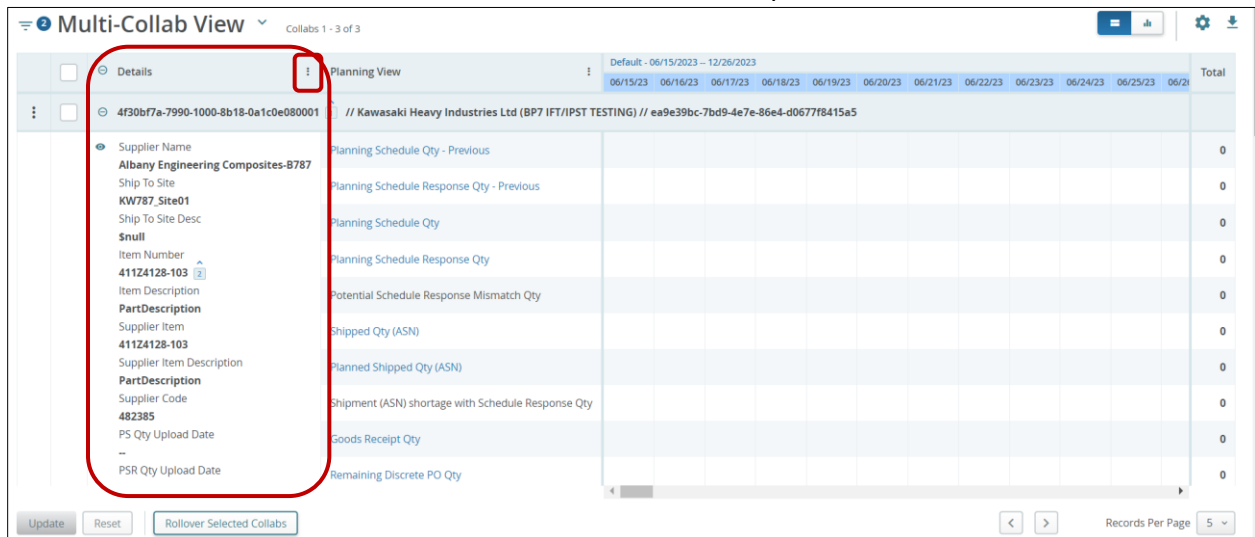 2 Multi-Collab View Collabs 1 - 3 of 3
Details Planning View Default - 06/15/2023 -- 12/26/2023 Total
06/15/23 06/16/23 06/17/23 06/18/23 06/19/23 06/20/23 06/21/23 06/22/23 06/23/23 06/24/23 06/25/23
4f30bf7a-7990-1000-8b18-0a1c0e080001 // Kawasaki Heavy Industries Ltd (BP7 IFT/IPST TESTING) // ea9e39bc-7bd9-4e7e-86e4-d0677f8415a5
Supplier Name
Albany Engineering Composites-B787
Ship To Site
KW787_Site01
Ship To Site Desc
$null
Item Number
411Z4128-103 2
Item Description
PartDescription
Supplier Item
411Z4128-103
Supplier Item Description
PartDescription
Supplier Code
482385
PS Qty Upload Date
--
PSR Qty Upload Date
Planning Schedule Qty - Previous 0
Planning Schedule Response Qty - Previous 0
Planning Schedule Qty 0
Planning Schedule Response Qty 0
Potential Schedule Response Mismatch Qty 0
Shipped Qty (ASN) 0
Planned Shipped Qty (ASN) 0
Shipment (ASN) shortage with Schedule Response Qty 0
Goods Receipt Qty 0
Remaining Discrete PO Qty 0
Update Reset Rollover Selected Collabs Records Per Page 5